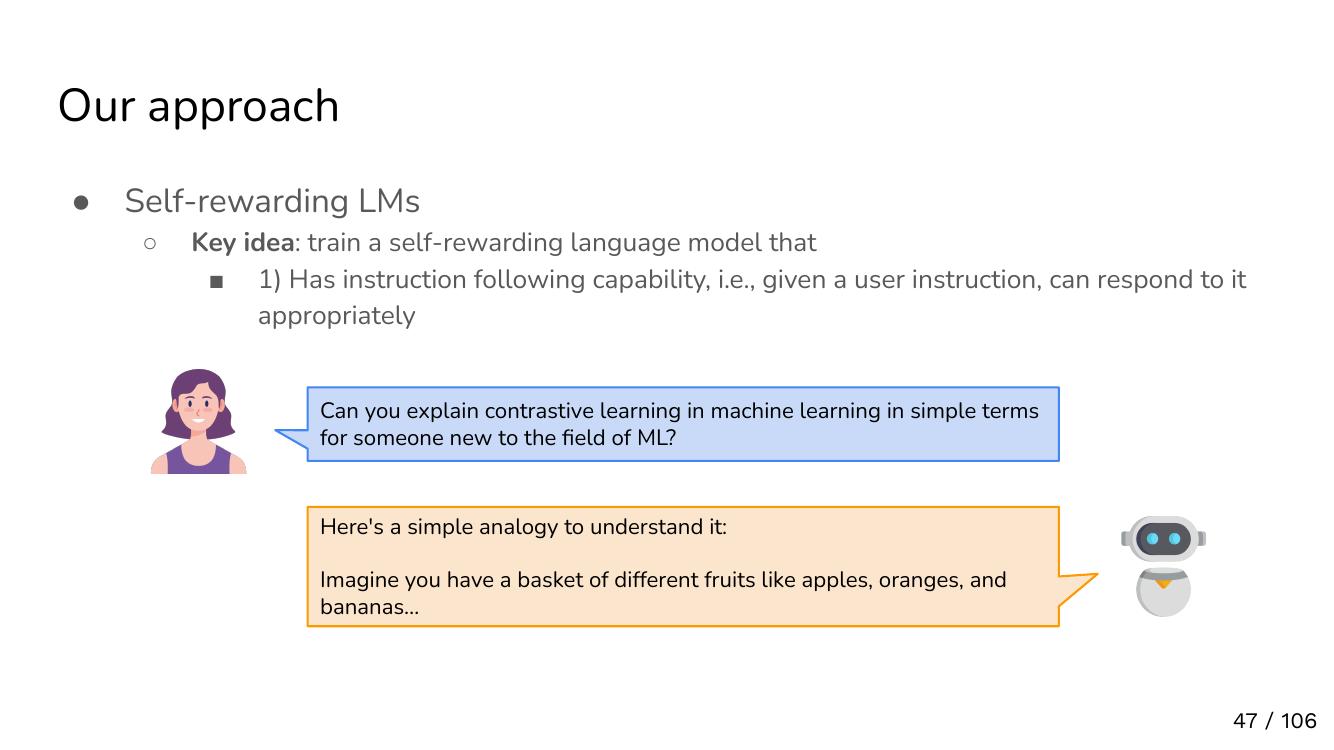 Our approach
● Self-rewarding LMs
○ Key idea: train a self-rewarding language model that
■ 1) Has instruction following capability, i.e., given a user instruction, can respond to it
appropriately
Can you explain contrastive learning in machine learning in simple terms
for someone new to the field of ML?
Here's a simple analogy to understand it:
Imagine you have a basket of different fruits like apples, oranges, and
bananas...
47 / 106